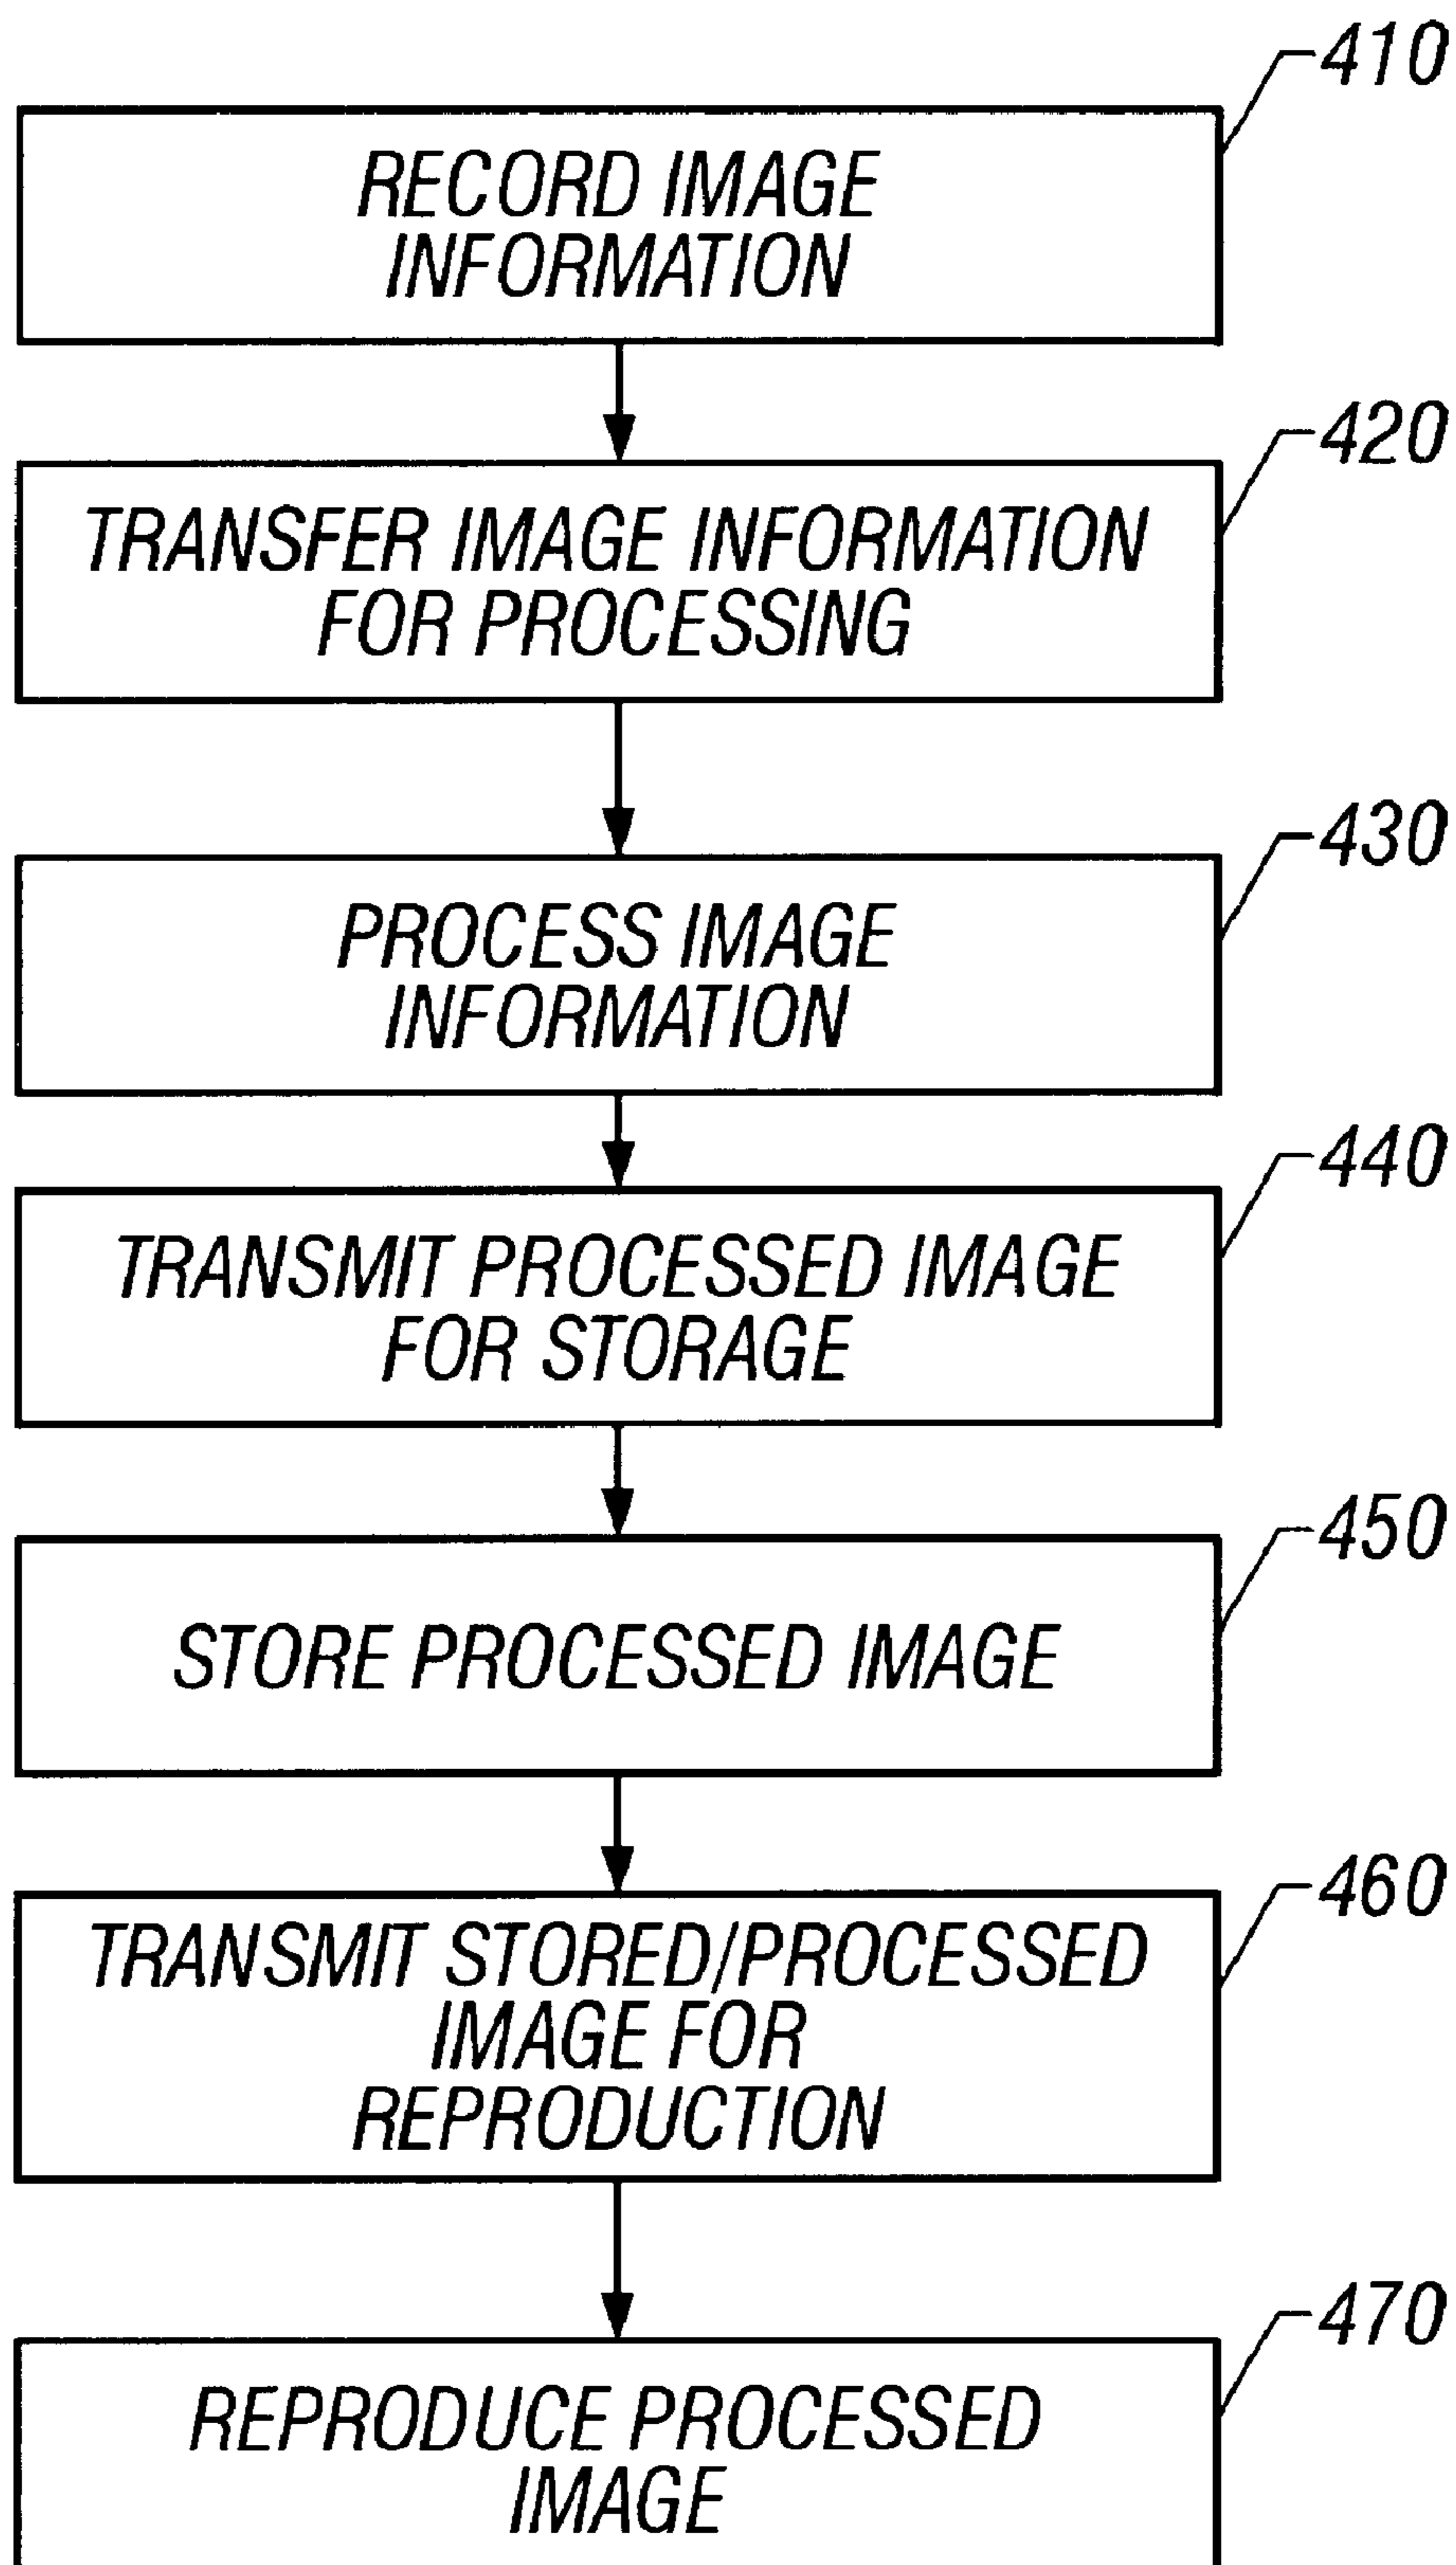 410
RECORD IMAGE
INFORMATION
420
TRANSFER IMAGE INFORMATION
FOR PROCESSING
430
PROCESS IMAGE
INFORMATION
440
TRANSMIT PROCESSED IMAGE
FOR STORAGE
450
STORE PROCESSED IMAGE
460
TRANSMIT STORED/PROCESSED
IMAGE FOR
REPRODUCTION
470
REPRODUCE PROCESSED
IMAGE